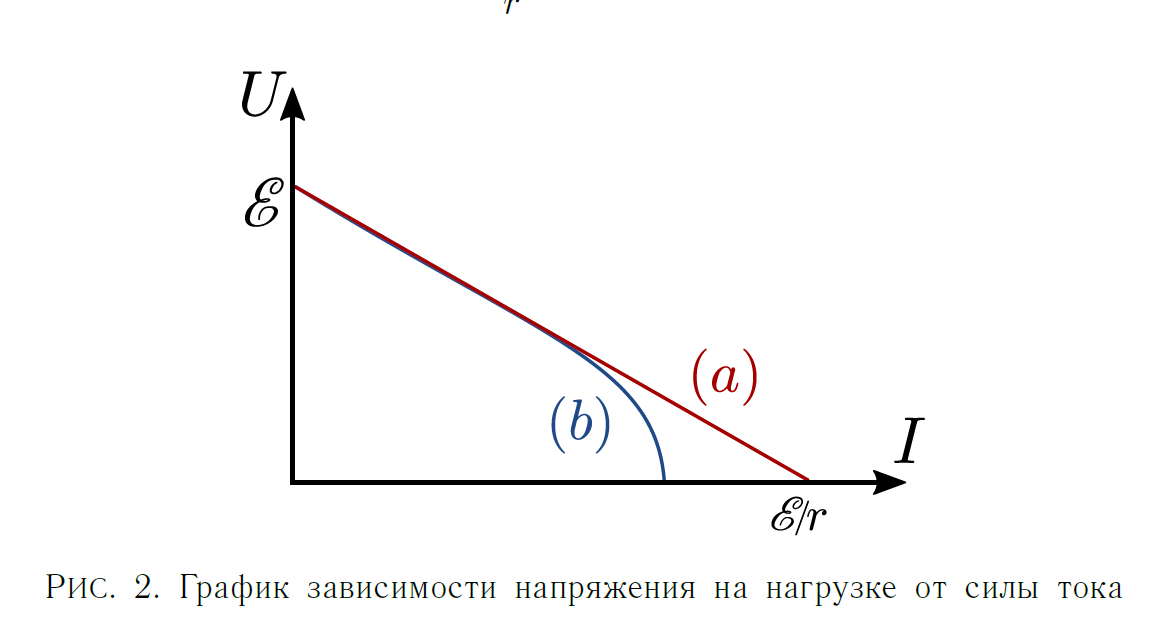 r
U
ℰ
(a)
(b)
I
ℰ/r
Рис. 2. График зависимости напряжения на нагрузке от силы тока